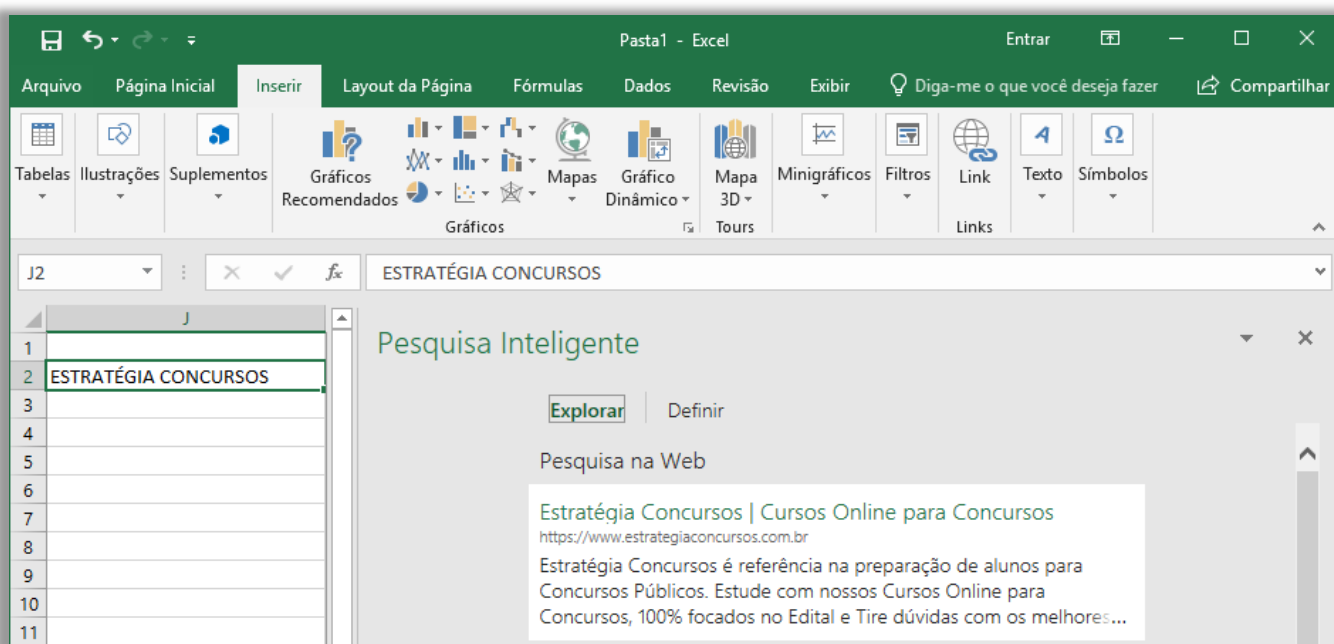 Pasta1 - Excel
Entrar
Arquivo Página Inicial Inserir Layout da Página Fórmulas Dados Revisão Exibir Diga-me o que você deseja fazer Compartilhar
Tabelas Ilustrações Suplementos
Gráficos
Recomendados
Mapas
Gráfico
Dinâmico
Mapa
3D
Minigráficos Filtros Link Texto Símbolos
Ω
Gráficos Tours Links
J2 fx ESTRATÉGIA CONCURSOS
J
1
2 ESTRATÉGIA CONCURSOS
3
4
5
6
7
8
9
10
11
Pesquisa Inteligente
Explorar Definir
Pesquisa na Web
Estratégia Concursos | Cursos Online para Concursos
https://www.estrategiaconcursos.com.br
Estratégia Concursos é referência na preparação de alunos para
Concursos Públicos. Estude com nossos Cursos Online para
Concursos, 100% focados no Edital e Tire dúvidas com os melhores...